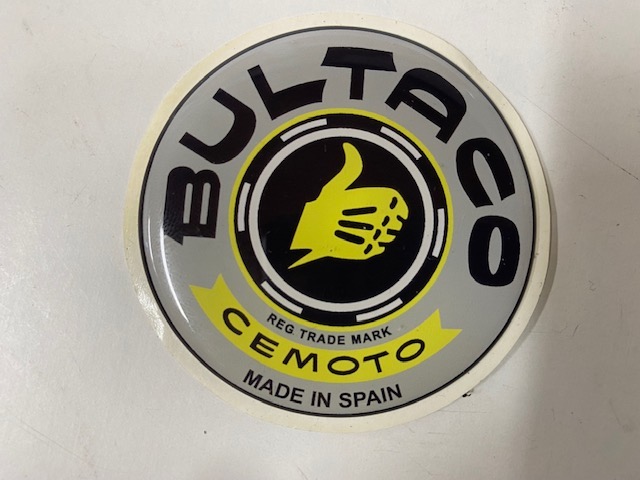 BULTACO
REG TRADE MARK
CEMOTO
MADE IN SPAIN